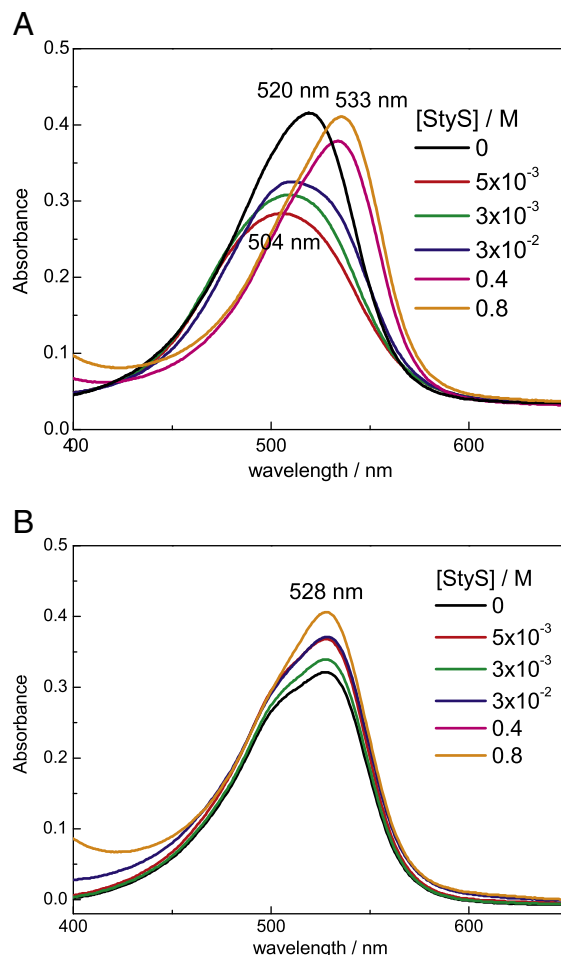 A
0.5
520 nm
533 nm
[StyS] / M
0.4
0
5x10⁻³
0.3
3x10⁻³
3x10⁻²
504 nm
0.4
0.2
0.8
0.1
0.0
400
500
600
Absorbance
wavelength / nm
B
0.5
528 nm
[StyS] / M
0.4
0
5x10⁻³
0.3
3x10⁻³
3x10⁻²
0.4
0.2
0.8
0.1
0.0
400
500
600
Absorbance
wavelength / nm